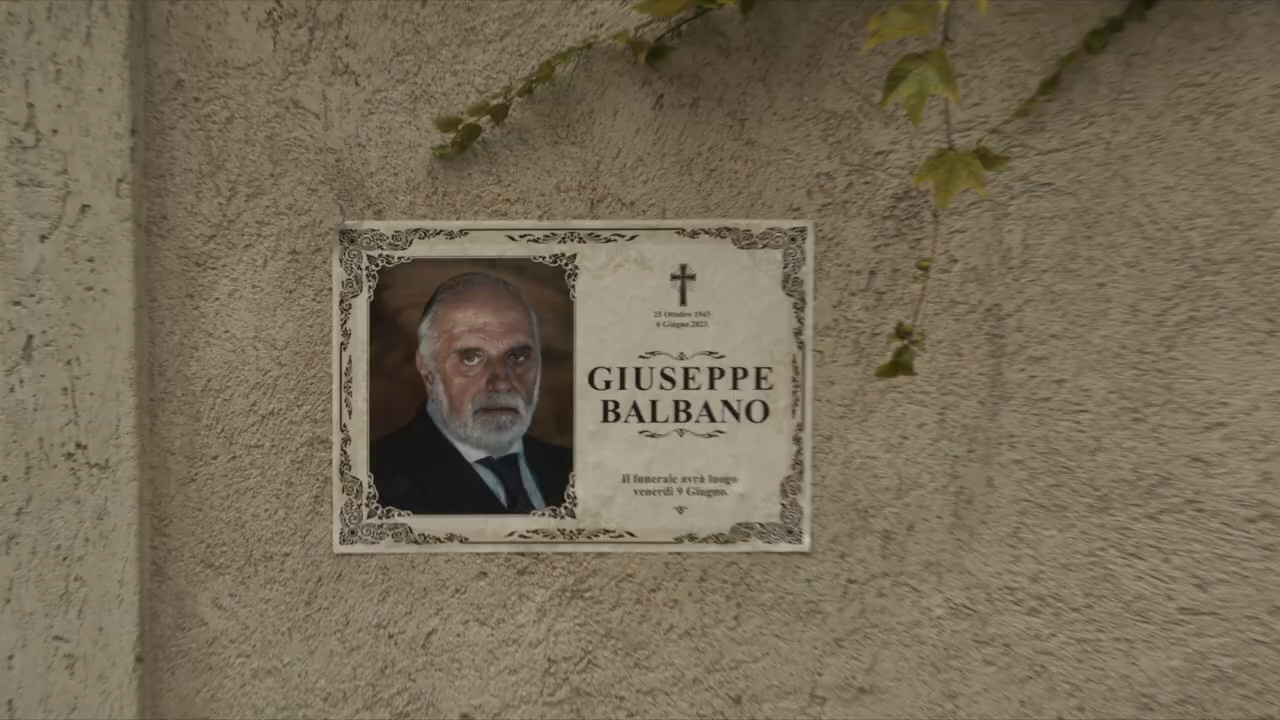 25 Ottobre 1943
6 Giugno 2023
GIUSEPPE
BALBANO
Il funerale avrà luogo
venerdì 9 Giugno.